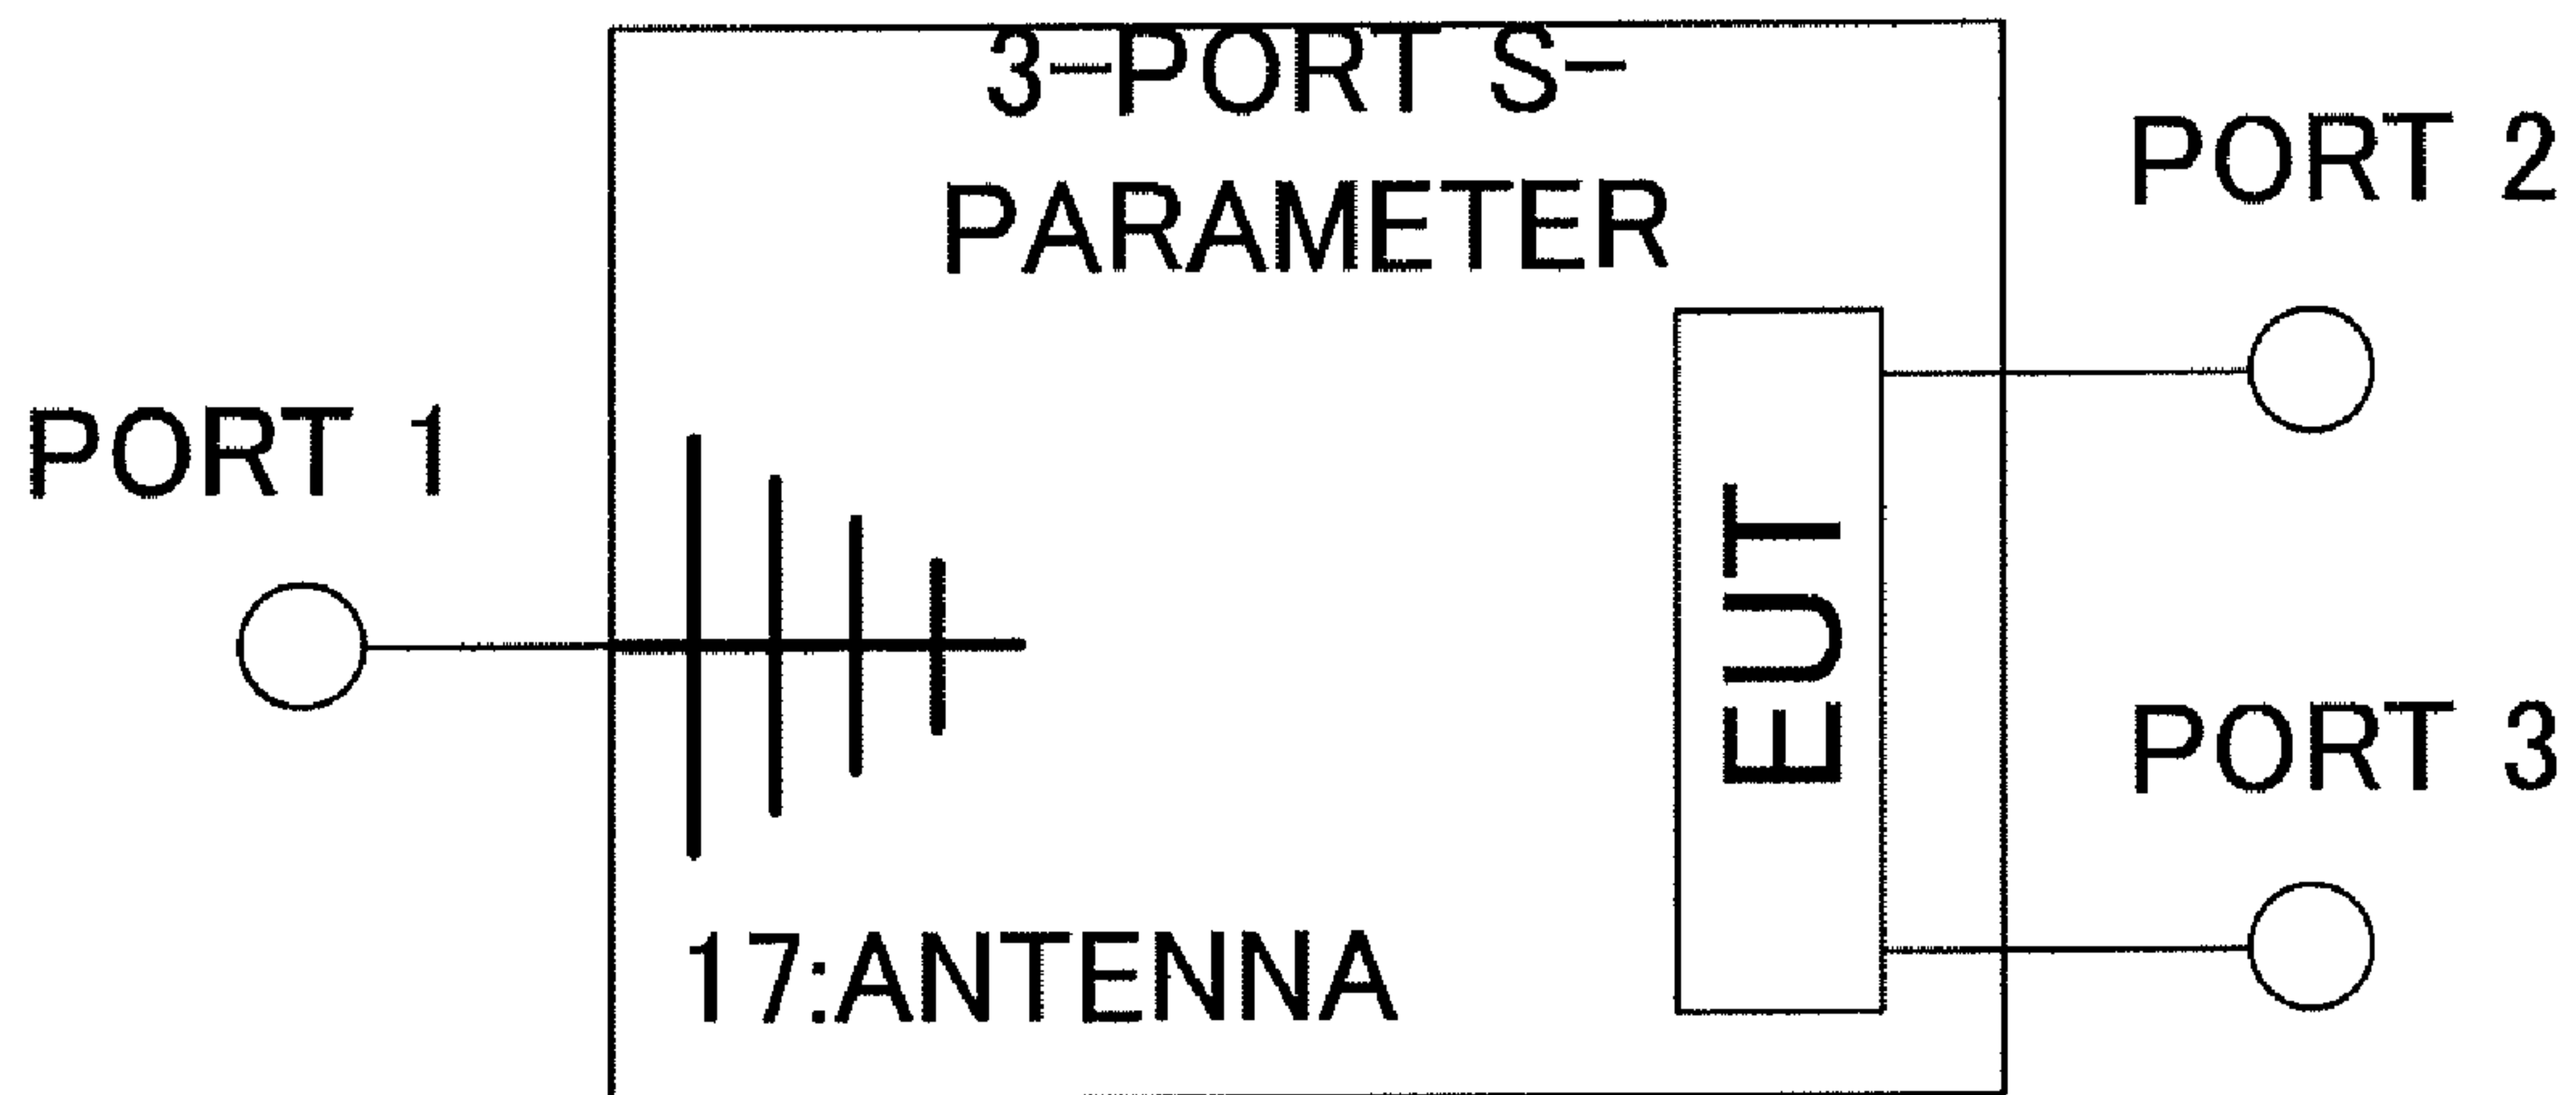 3-PORT S-
PARAMETER
PORT 2
PORT 1
EUT
PORT 3
17:ANTENNA